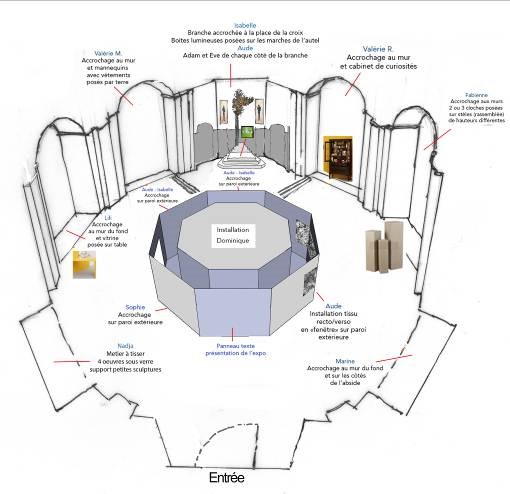 Isabelle
Branche accrochée à la place de la croix
Boites lumineuses posées sur les marches de l'autel
Aude
Adam et Eve de chaque côté de la branche
Valérie M.
Accrochage au mur
et mannequins
avec vêtements
posés par terre
Valérie R.
Accrochage au mur
et cabinet de curiosités
Fabienne
Accrochage aux murs
2 ou 3 cloches posées
sur stèles (rassemblée)
de hauteurs différentes
Aude - Isabelle
Accrochage
sur paroi extérieure
Aude - Isabelle
Accrochage
sur paroi extérieure
Lili
Accrochage
au mur du fond
et vitrine
posée sur table
Installation
Dominique
Sophie
Accrochage
sur paroi extérieure
Aude
Installation tissu
recto/verso
en «fenêtre» sur paroi
extérieure
Panneau texte
présentation de l'expo
Nadja
Metier à tisser
4 oeuvres sous verre
support petites sculptures
Marine
Accrochage au mur du fond
et sur les côtés
de l'abside
Entrée